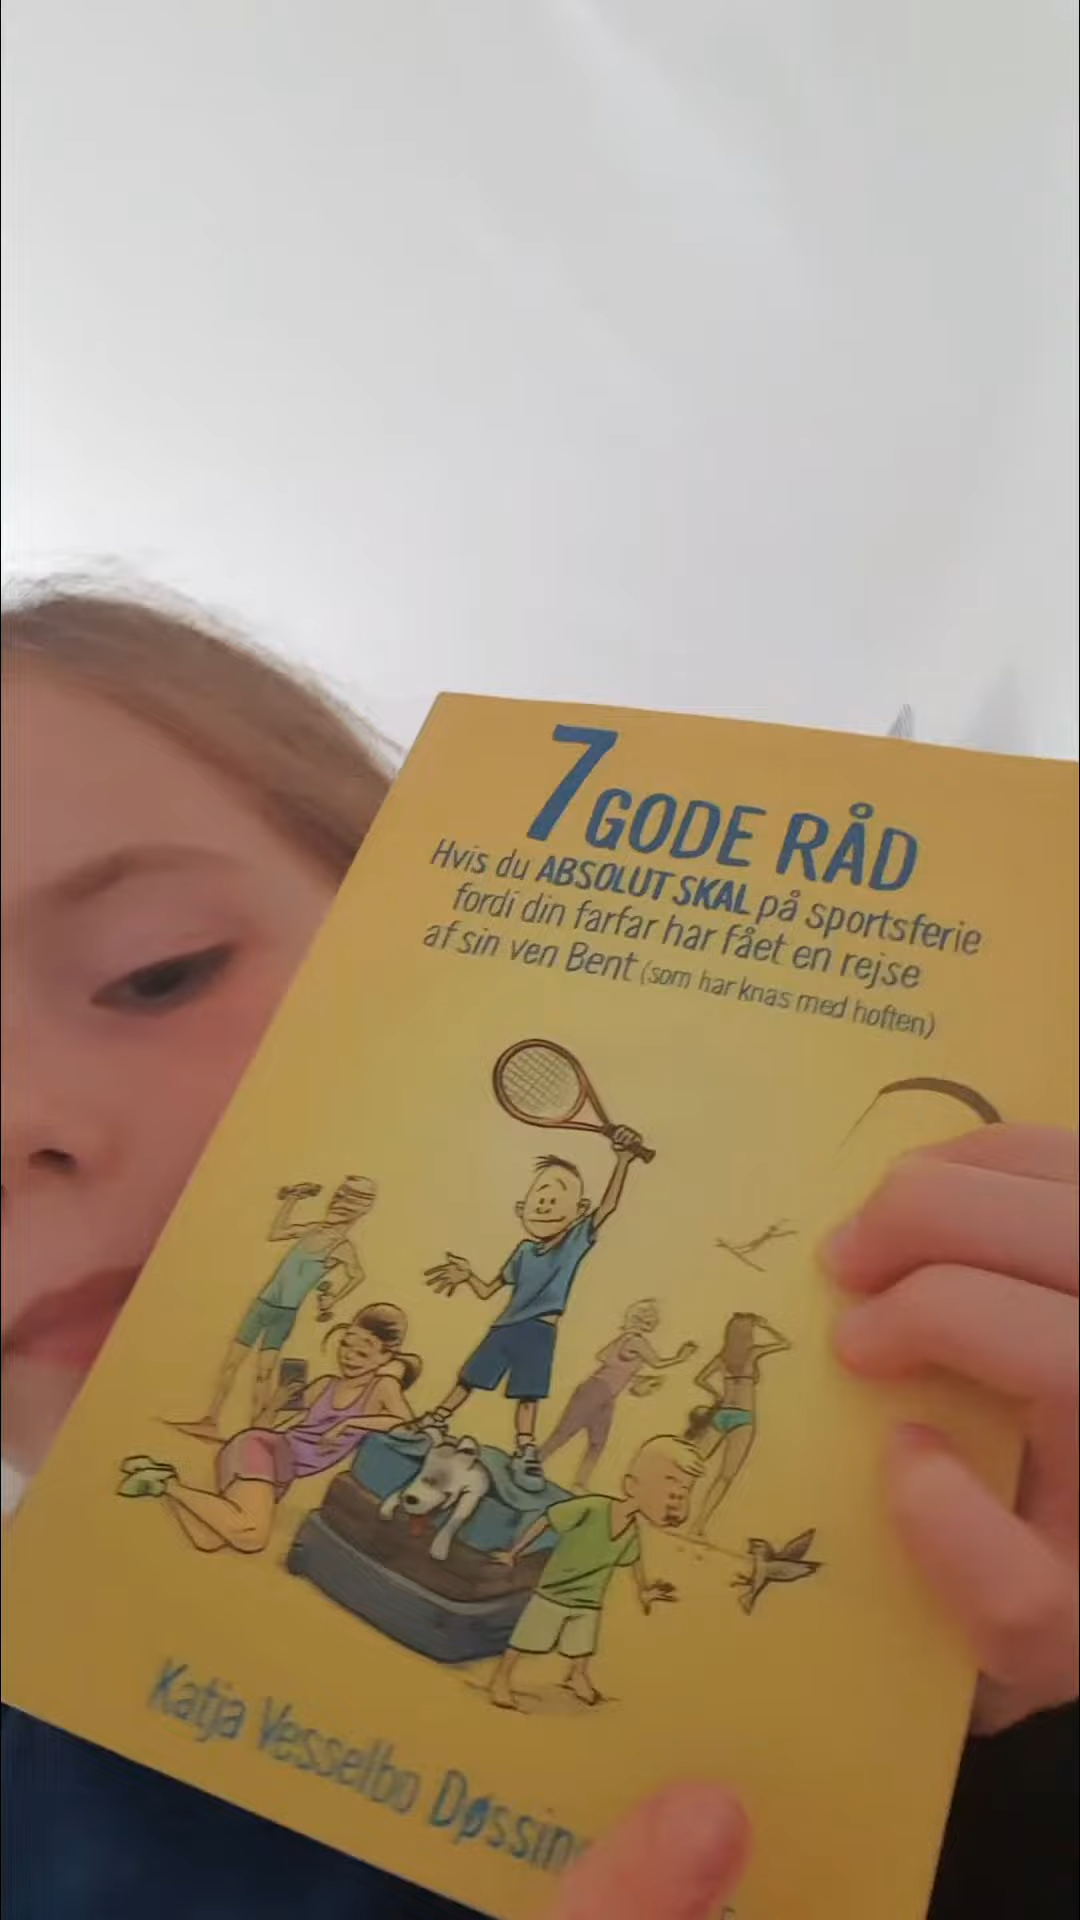 7 GODE RÅD
Hvis du ABSOLUT SKAL på sportsferie
fordi din farfar har fået en rejse
af sin ven Bent (som har knas med hoften)
Katja Vesselbo Døssin